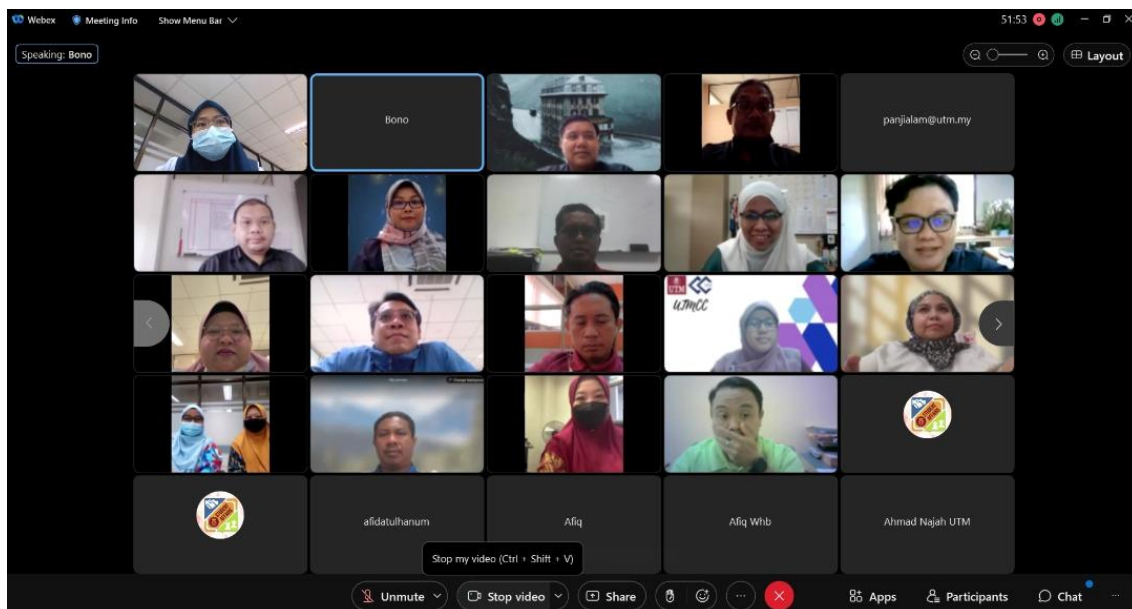 Webex Meeting Info Show Menu Bar 51:53
Speaking: Bono Layout
Bono
panjialam@utm.my
UTM
UTMCC
afidatulhanum Afiq Afiq Whb Ahmad Najah UTM
Stop my video (Ctrl + Shift + V)
Unmute Stop video Share Apps Participants Chat